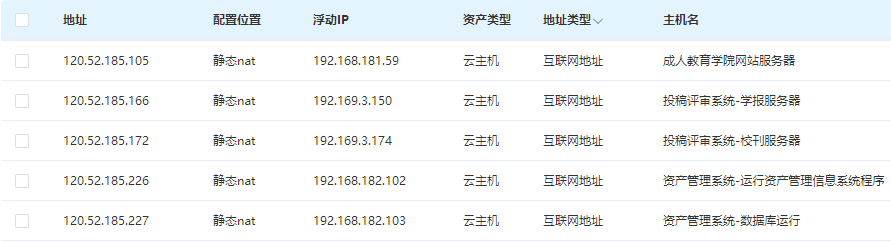 地址 配置位置 浮动IP 资产类型 地址类型 主机名
120.52.185.105 静态nat 192.168.181.59 云主机 互联网地址 成人教育学院网站服务器
120.52.185.166 静态nat 192.169.3.150 云主机 互联网地址 投稿评审系统-学报服务器
120.52.185.172 静态nat 192.169.3.174 云主机 互联网地址 投稿评审系统-校刊服务器
120.52.185.226 静态nat 192.168.182.102 云主机 互联网地址 资产管理系统-运行资产管理信息系统程序
120.52.185.227 静态nat 192.168.182.103 云主机 互联网地址 资产管理系统-数据库运行